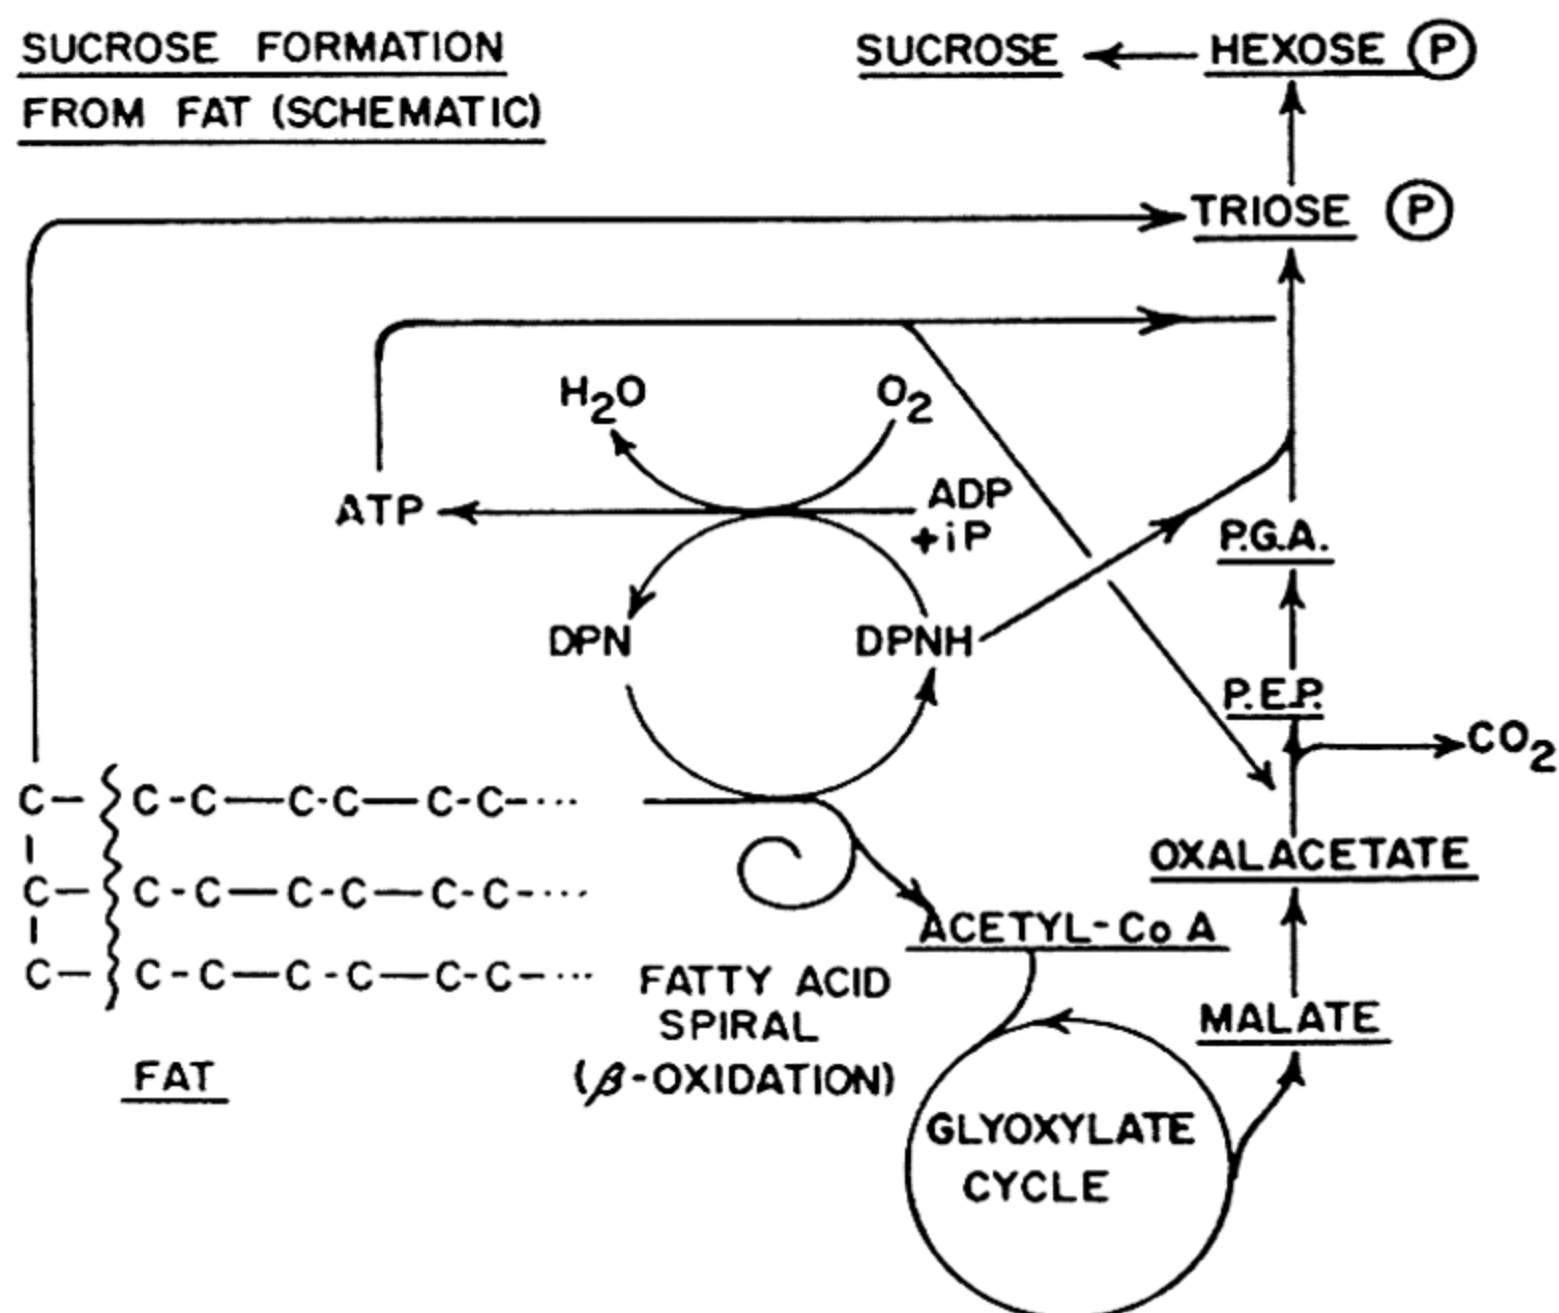 SUCROSE FORMATION
FROM FAT (SCHEMATIC)
SUCROSE
HEXOSE P
TRIOSE P
H2O
O2
ATP
ADP
+iP
P.G.A.
DPN
DPNH
P.E.P.
CO2
C- C-C—C-C—C-C-···
OXALACETATE
C- C-C—C-C—C-C-···
ACETYL-CoA
C- C-C—C-C—C-C-···
FATTY ACID
SPIRAL
(β-OXIDATION)
MALATE
FAT
GLYOXYLATE
CYCLE